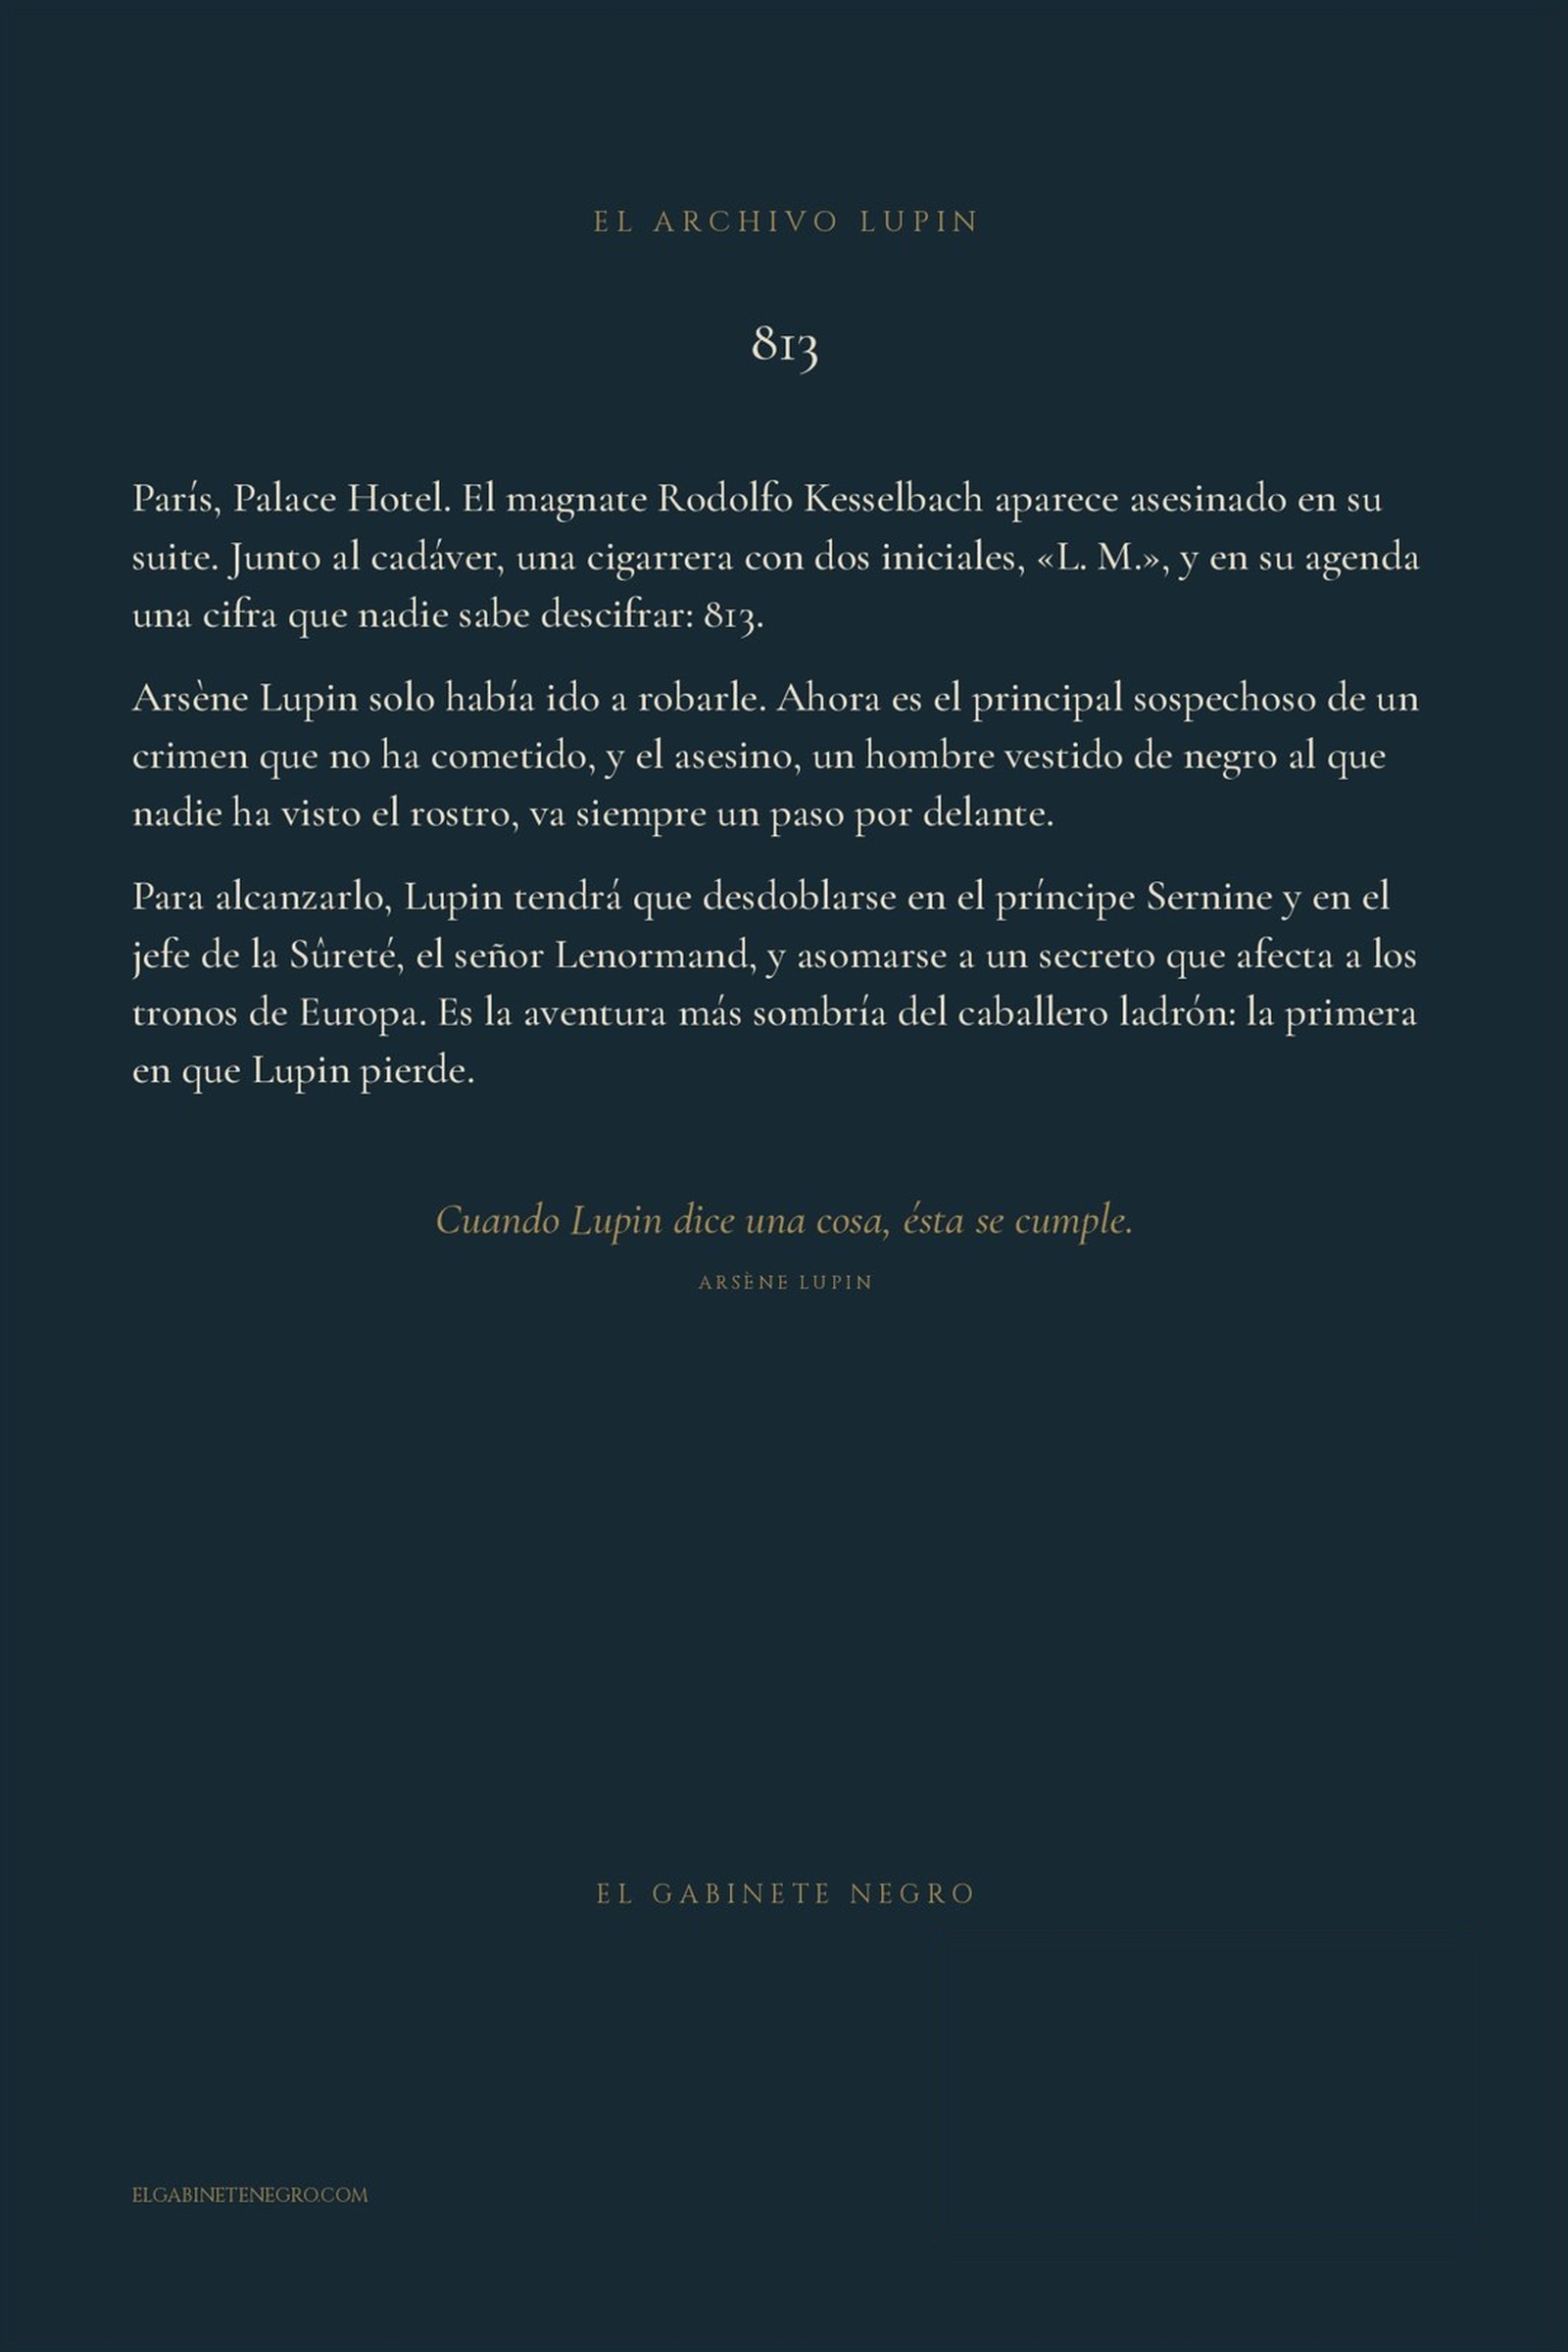 EL ARCHIVO LUPIN
813
París, Palace Hotel. El magnate Rodolfo Kesselbach aparece asesinado en su
suite. Junto al cadáver, una cigarrera con dos iniciales, «L. M.», y en su agenda
una cifra que nadie sabe descifrar: 813.
Arsène Lupin solo había ido a robarle. Ahora es el principal sospechoso de un
crimen que no ha cometido, y el asesino, un hombre vestido de negro al que
nadie ha visto el rostro, va siempre un paso por delante.
Para alcanzarlo, Lupin tendrá que desdoblarse en el príncipe Sernine y en el
jefe de la Sûreté, el señor Lenormand, y asomarse a un secreto que afecta a los
tronos de Europa. Es la aventura más sombría del caballero ladrón: la primera
en que Lupin pierde.
Cuando Lupin dice una cosa, ésta se cumple.
ARSÈNE LUPIN
EL GABINETE NEGRO
ELGABINETENEGRO.COM